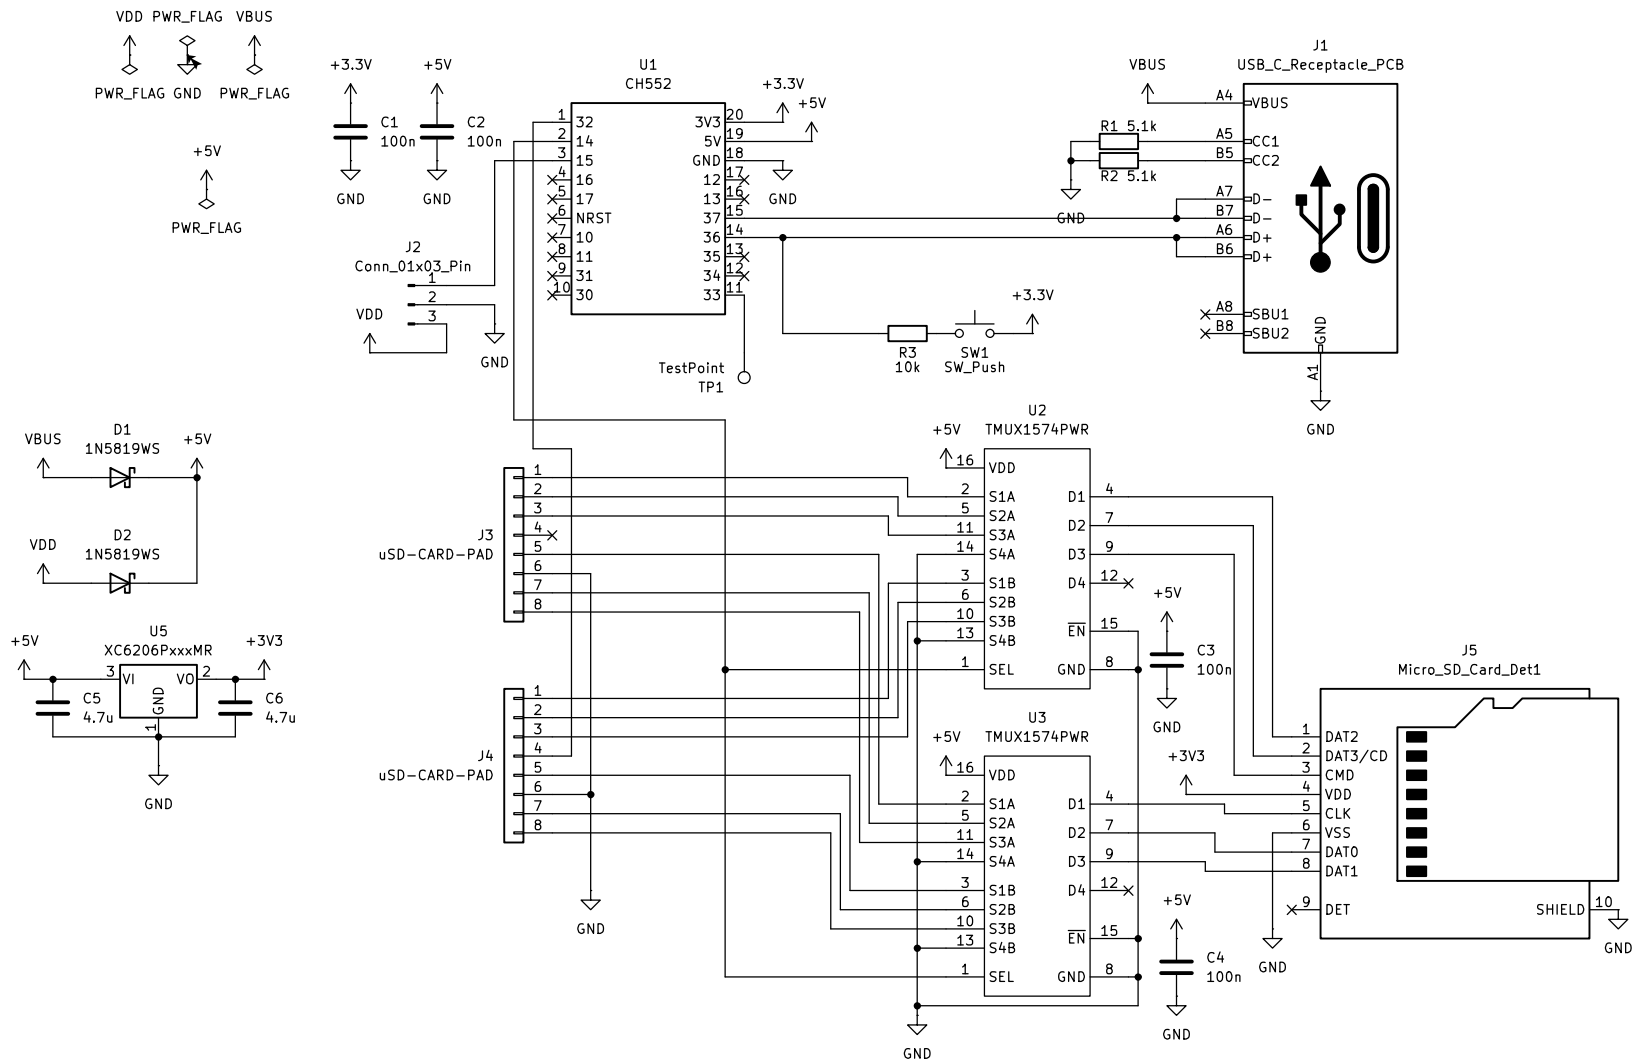 VDD PWR_FLAG VBUS
PWR_FLAG GND PWR_FLAG
+5V
PWR_FLAG
+3.3V
C1
100n
GND
+5V
C2
100n
GND
U1
CH552
1 32
2 14
3 15
4 16
5 17
6 NRST
7 10
8 11
9 31
10 30
3V3 20
5V 19
GND 18
12 17
13 16
37 15
36 14
35 13
34 12
33 11
+3.3V
+5V
GND
J2
Conn_01x03_Pin
1
2
3
VDD
GND
TestPoint
TP1
R3
10k
SW1
SW_Push
+3.3V
J1
USB_C_Receptacle_PCB
VBUS
A4 VBUS
R1 5.1k
A5 CC1
B5 CC2
R2 5.1k
GND
A7 D-
B7 D-
A6 D+
B6 D+
A8 SBU1
B8 SBU2
GND
A1
GND
D1
1N5819WS
VBUS
+5V
D2
1N5819WS
VDD
U5
XC6206PxxxMR
+5V
+3V3
3 VI
VO 2
GND
1
C5
4.7u
C6
4.7u
GND
J3
uSD-CARD-PAD
1
2
3
4
5
6
7
8
J4
uSD-CARD-PAD
1
2
3
4
5
6
7
8
GND
U2
TMUX1574PWR
+5V
16 VDD
2 S1A
5 S2A
11 S3A
14 S4A
3 S1B
6 S2B
10 S3B
13 S4B
1 SEL
D1 4
D2 7
D3 9
D4 12
EN 15
GND 8
+5V
C3
100n
GND
U3
TMUX1574PWR
+5V
16 VDD
2 S1A
5 S2A
11 S3A
14 S4A
3 S1B
6 S2B
10 S3B
13 S4B
1 SEL
D1 4
D2 7
D3 9
D4 12
EN 15
GND 8
GND
+5V
C4
100n
GND
J5
Micro_SD_Card_Det1
+3V3
1 DAT2
2 DAT3/CD
3 CMD
4 VDD
5 CLK
6 VSS
7 DAT0
8 DAT1
9 DET
SHIELD 10
GND
GND